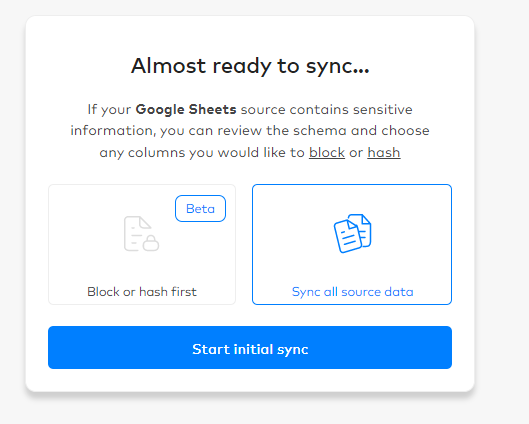 Almost ready to sync...
If your Google Sheets source contains sensitive
information, you can review the schema and choose
any columns you would like to block or hash
Beta
Block or hash first
Sync all source data
Start initial sync